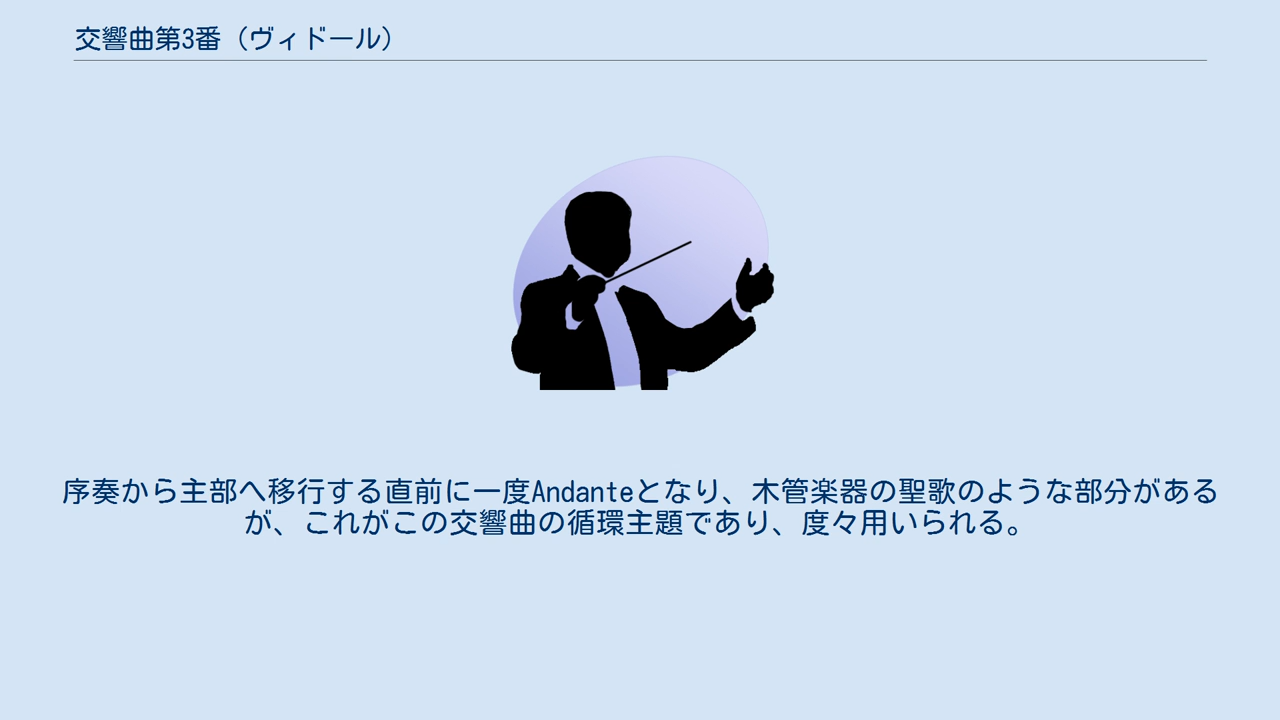 交響曲第3番（ヴィドール）
序奏から主部へ移行する直前に一度Andanteとなり、木管楽器の聖歌のような部分がある
が、これがこの交響曲の循環主題であり、度々用いられる。